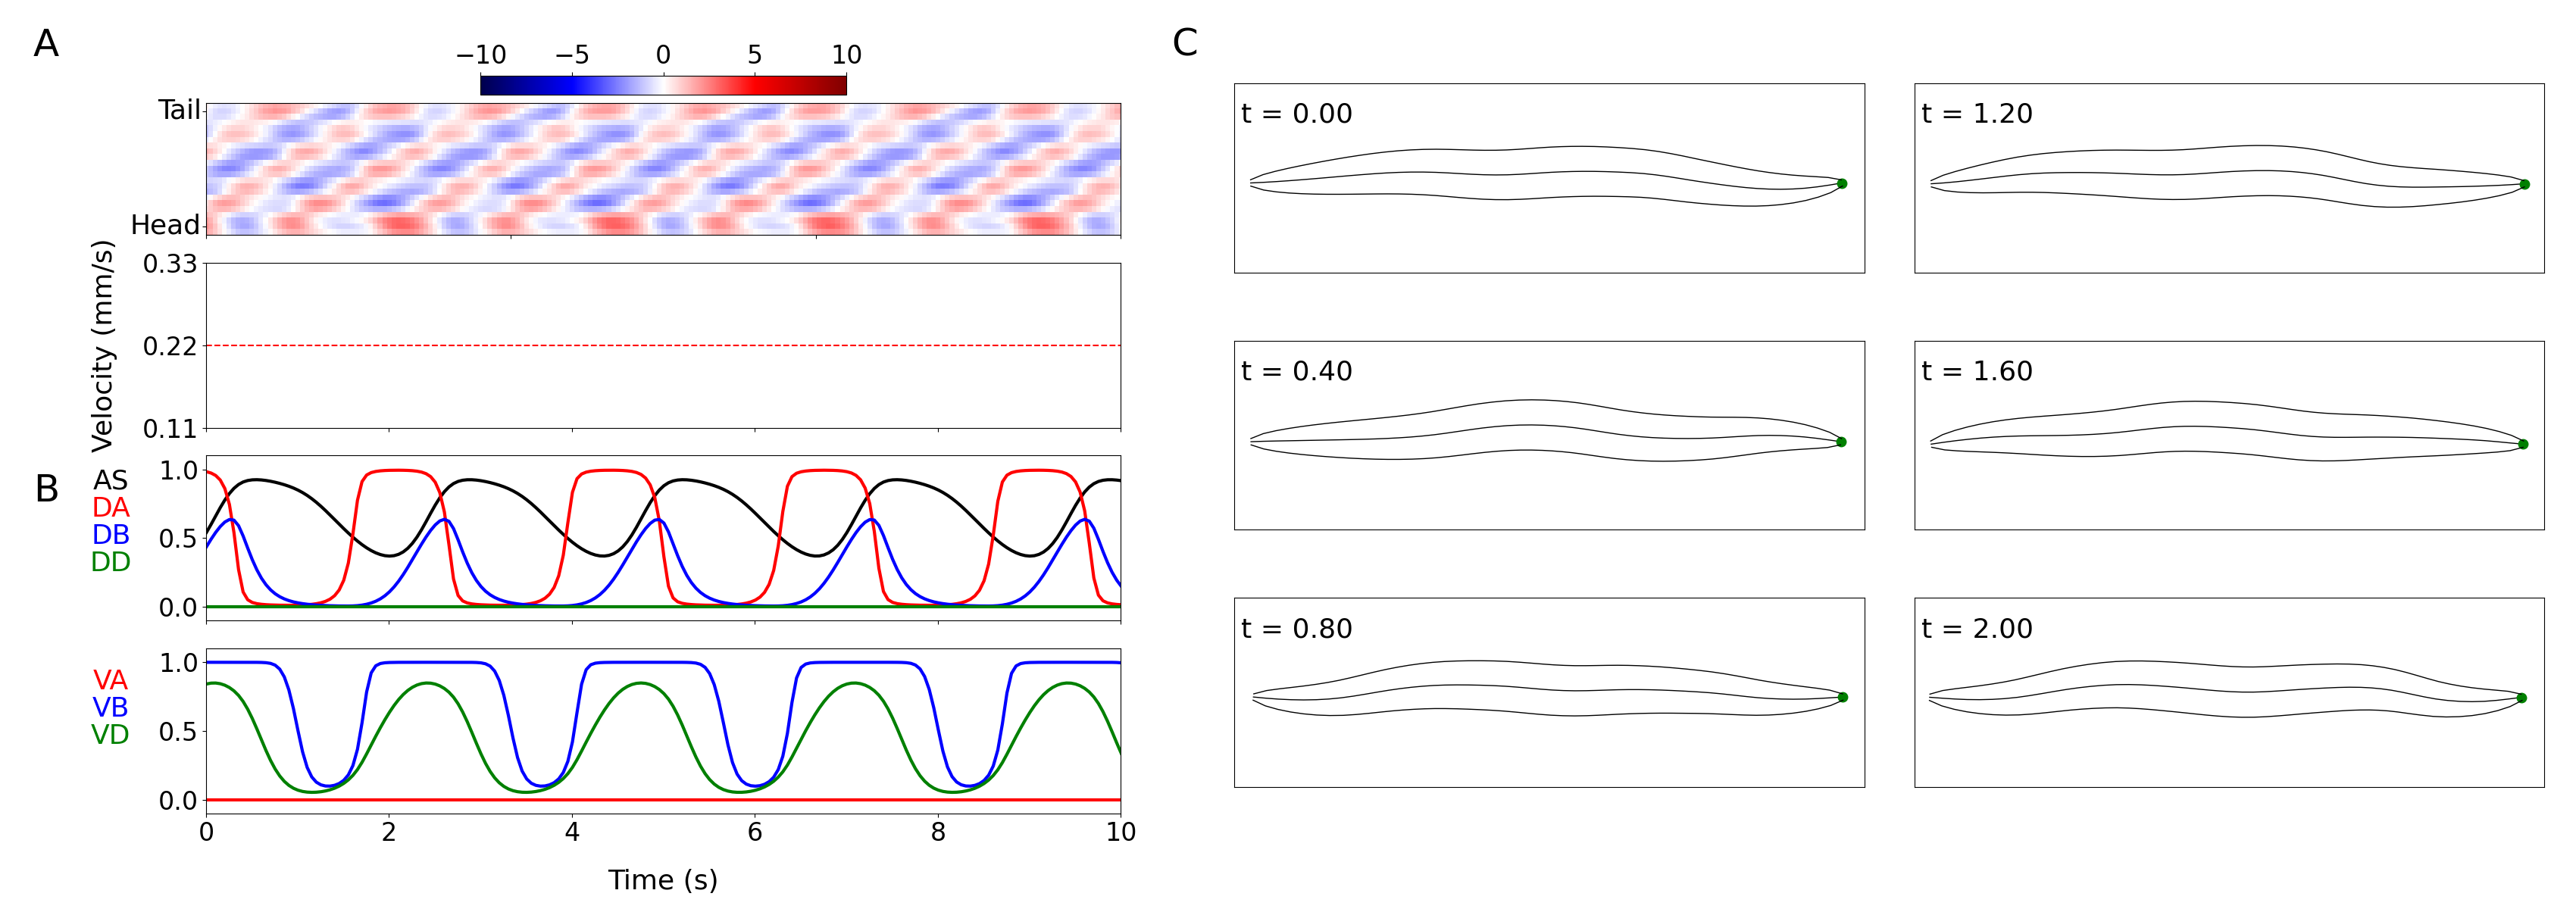 A
−10 −5 0 5 10
Tail
Head
Velocity (mm/s)
0.33
0.22
0.11
B
AS
DA
DB
DD
1.0
0.5
0.0
VA
VB
VD
1.0
0.5
0.0
0 2 4 6 8 10
Time (s)
C
t = 0.00
t = 1.20
t = 0.40
t = 1.60
t = 0.80
t = 2.00